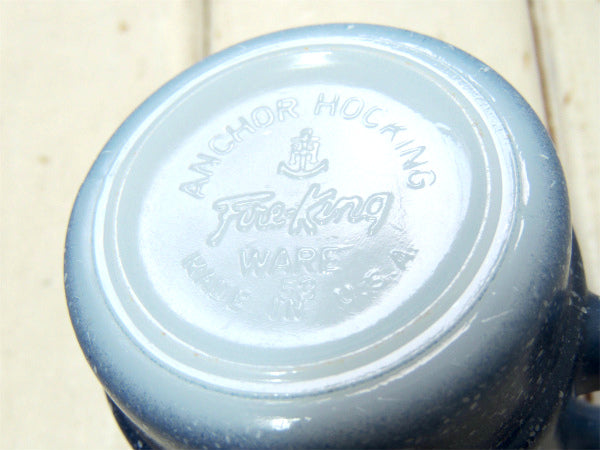 ANCHOR HOCKING
Fire-King
WARE
MADE IN U.S.A